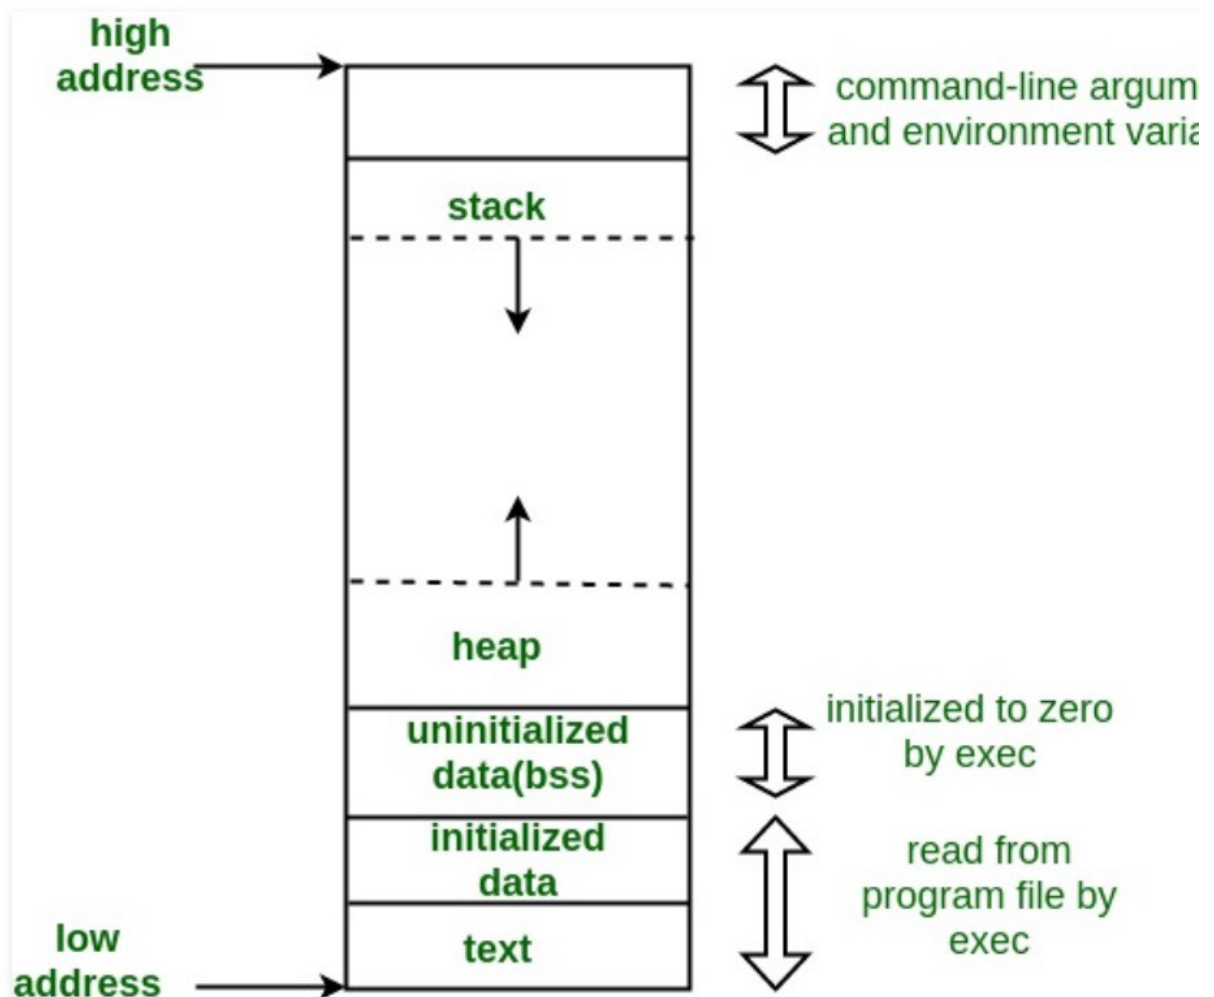 high
address
command-line argum
and environment varia
stack
heap
uninitialized
data(bss)
initialized to zero
by exec
initialized
data
read from
program file by
exec
text
low
address